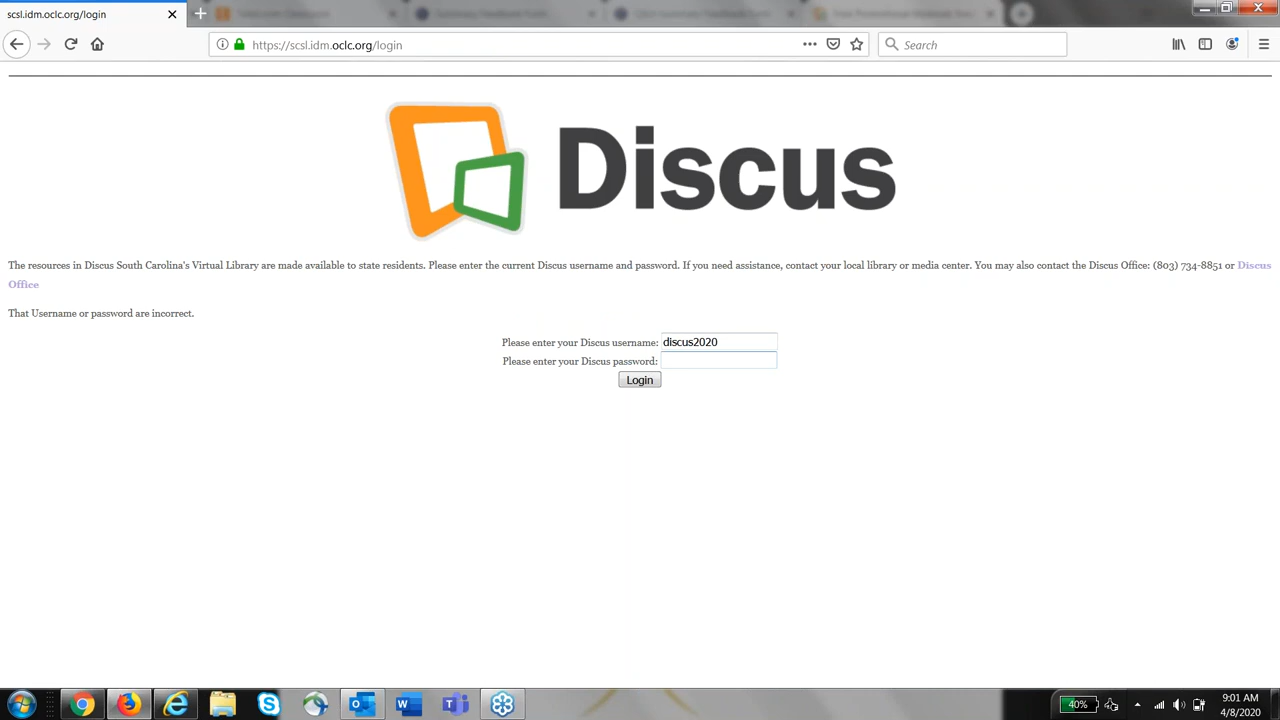 scsl.idm.oclc.org/login
https://scsl.idm.oclc.org/login
Search
Discus
The resources in Discus South Carolina's Virtual Library are made available to state residents. Please enter the current Discus username and password. If you need assistance, contact your local library or media center. You may also contact the Discus Office: (803) 734-8851 or Discus
Office
That Username or password are incorrect.
Please enter your Discus username: discus2020
Please enter your Discus password:
Login
40%
9:01 AM
4/8/2020